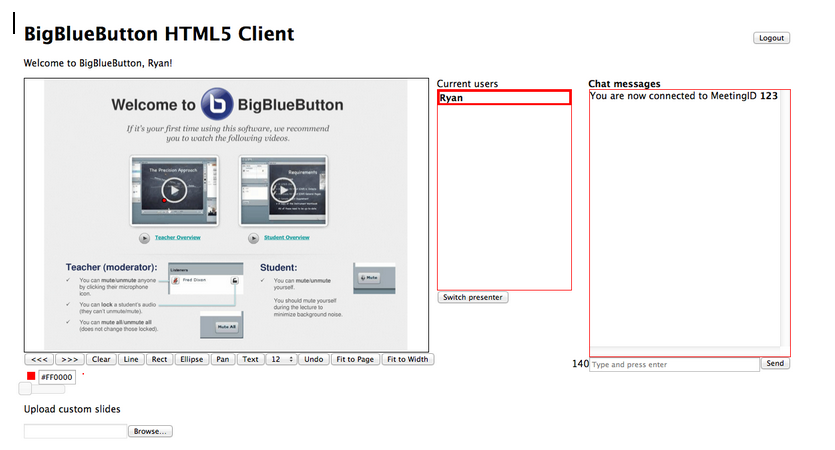 BigBlueButton HTML5 Client
Logout
Welcome to BigBlueButton, Ryan!
Welcome to BigBlueButton
If it's your first time using this software, we recommend
you to watch the following videos.
The Precision Approach
Requirements
Teacher Overview
Student Overview
Teacher (moderator):
✓ You can mute/unmute anyone
by clicking their microphone
icon.
✓ You can lock a student's audio
(they can't unmute/mute).
✓ You can mute all/unmute all
(does not change those locked).
Listeners
Fred Dixon
Mute All
Student:
✓ You can mute/unmute
yourself.
You should mute yourself
during the lecture to
minimize background noise.
Mute
Current users
Ryan
Switch presenter
Chat messages
You are now connected to MeetingID 123
140 Type and press enter Send
<<< >>> Clear Line Rect Ellipse Pan Text 12 Undo Fit to Page Fit to Width
#FF0000
Upload custom slides
Browse...